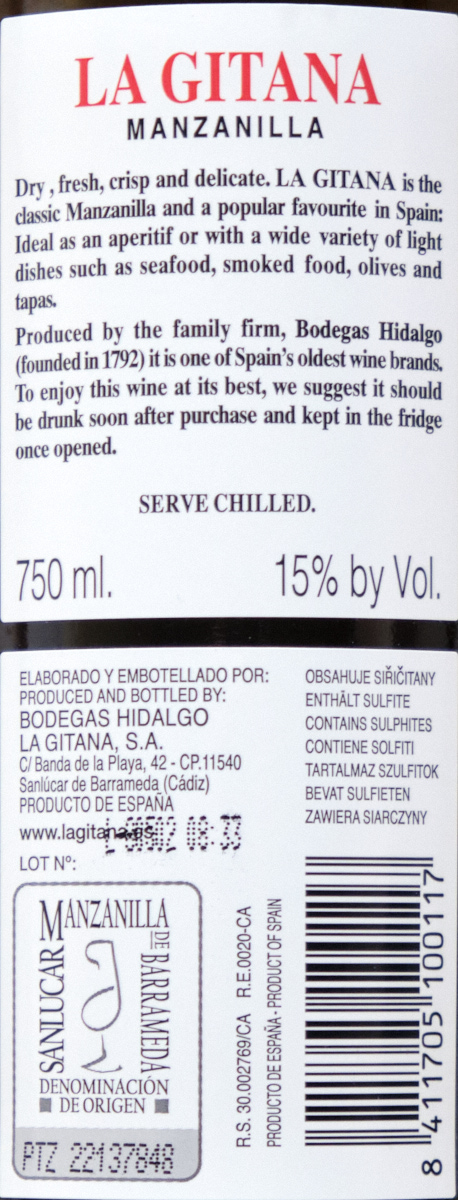 LA GITANA
MANZANILLA
Dry , fresh, crisp and delicate. LA GITANA is the
classic Manzanilla and a popular favourite in Spain:
Ideal as an aperitif or with a wide variety of light
dishes such as seafood, smoked food, olives and
tapas.
Produced by the family firm, Bodegas Hidalgo
(founded in 1792) it is one of Spain's oldest wine brands.
To enjoy this wine at its best, we suggest it should
be drunk soon after purchase and kept in the fridge
once opened.
SERVE CHILLED.
750 ml.
15% by Vol.
ELABORADO Y EMBOTELLADO POR:
PRODUCED AND BOTTLED BY:
BODEGAS HIDALGO
LA GITANA, S.A.
C/ Banda de la Playa, 42 - CP.11540
Sanlúcar de Barrameda (Cádiz)
PRODUCTO DE ESPAÑA
www.lagitana.es
08:33
LOT Nº:
OBSAHUJE SIŘIČITANY
ENTHÄLT SULFITE
CONTAINS SULPHITES
CONTIENE SOLFITI
TARTALMAZ SZULFITOK
BEVAT SULFIETEN
ZAWIERA SIARCZYNY
MANZANILLA
SANLUCAR
DE BARRAMEDA
DENOMINACIÓN
DE ORIGEN
PTZ 22137848
R.S. 30.002769/CA R.E.0020-CA
PRODUCTO DE ESPAÑA - PRODUCT OF SPAIN
8 411705 100117